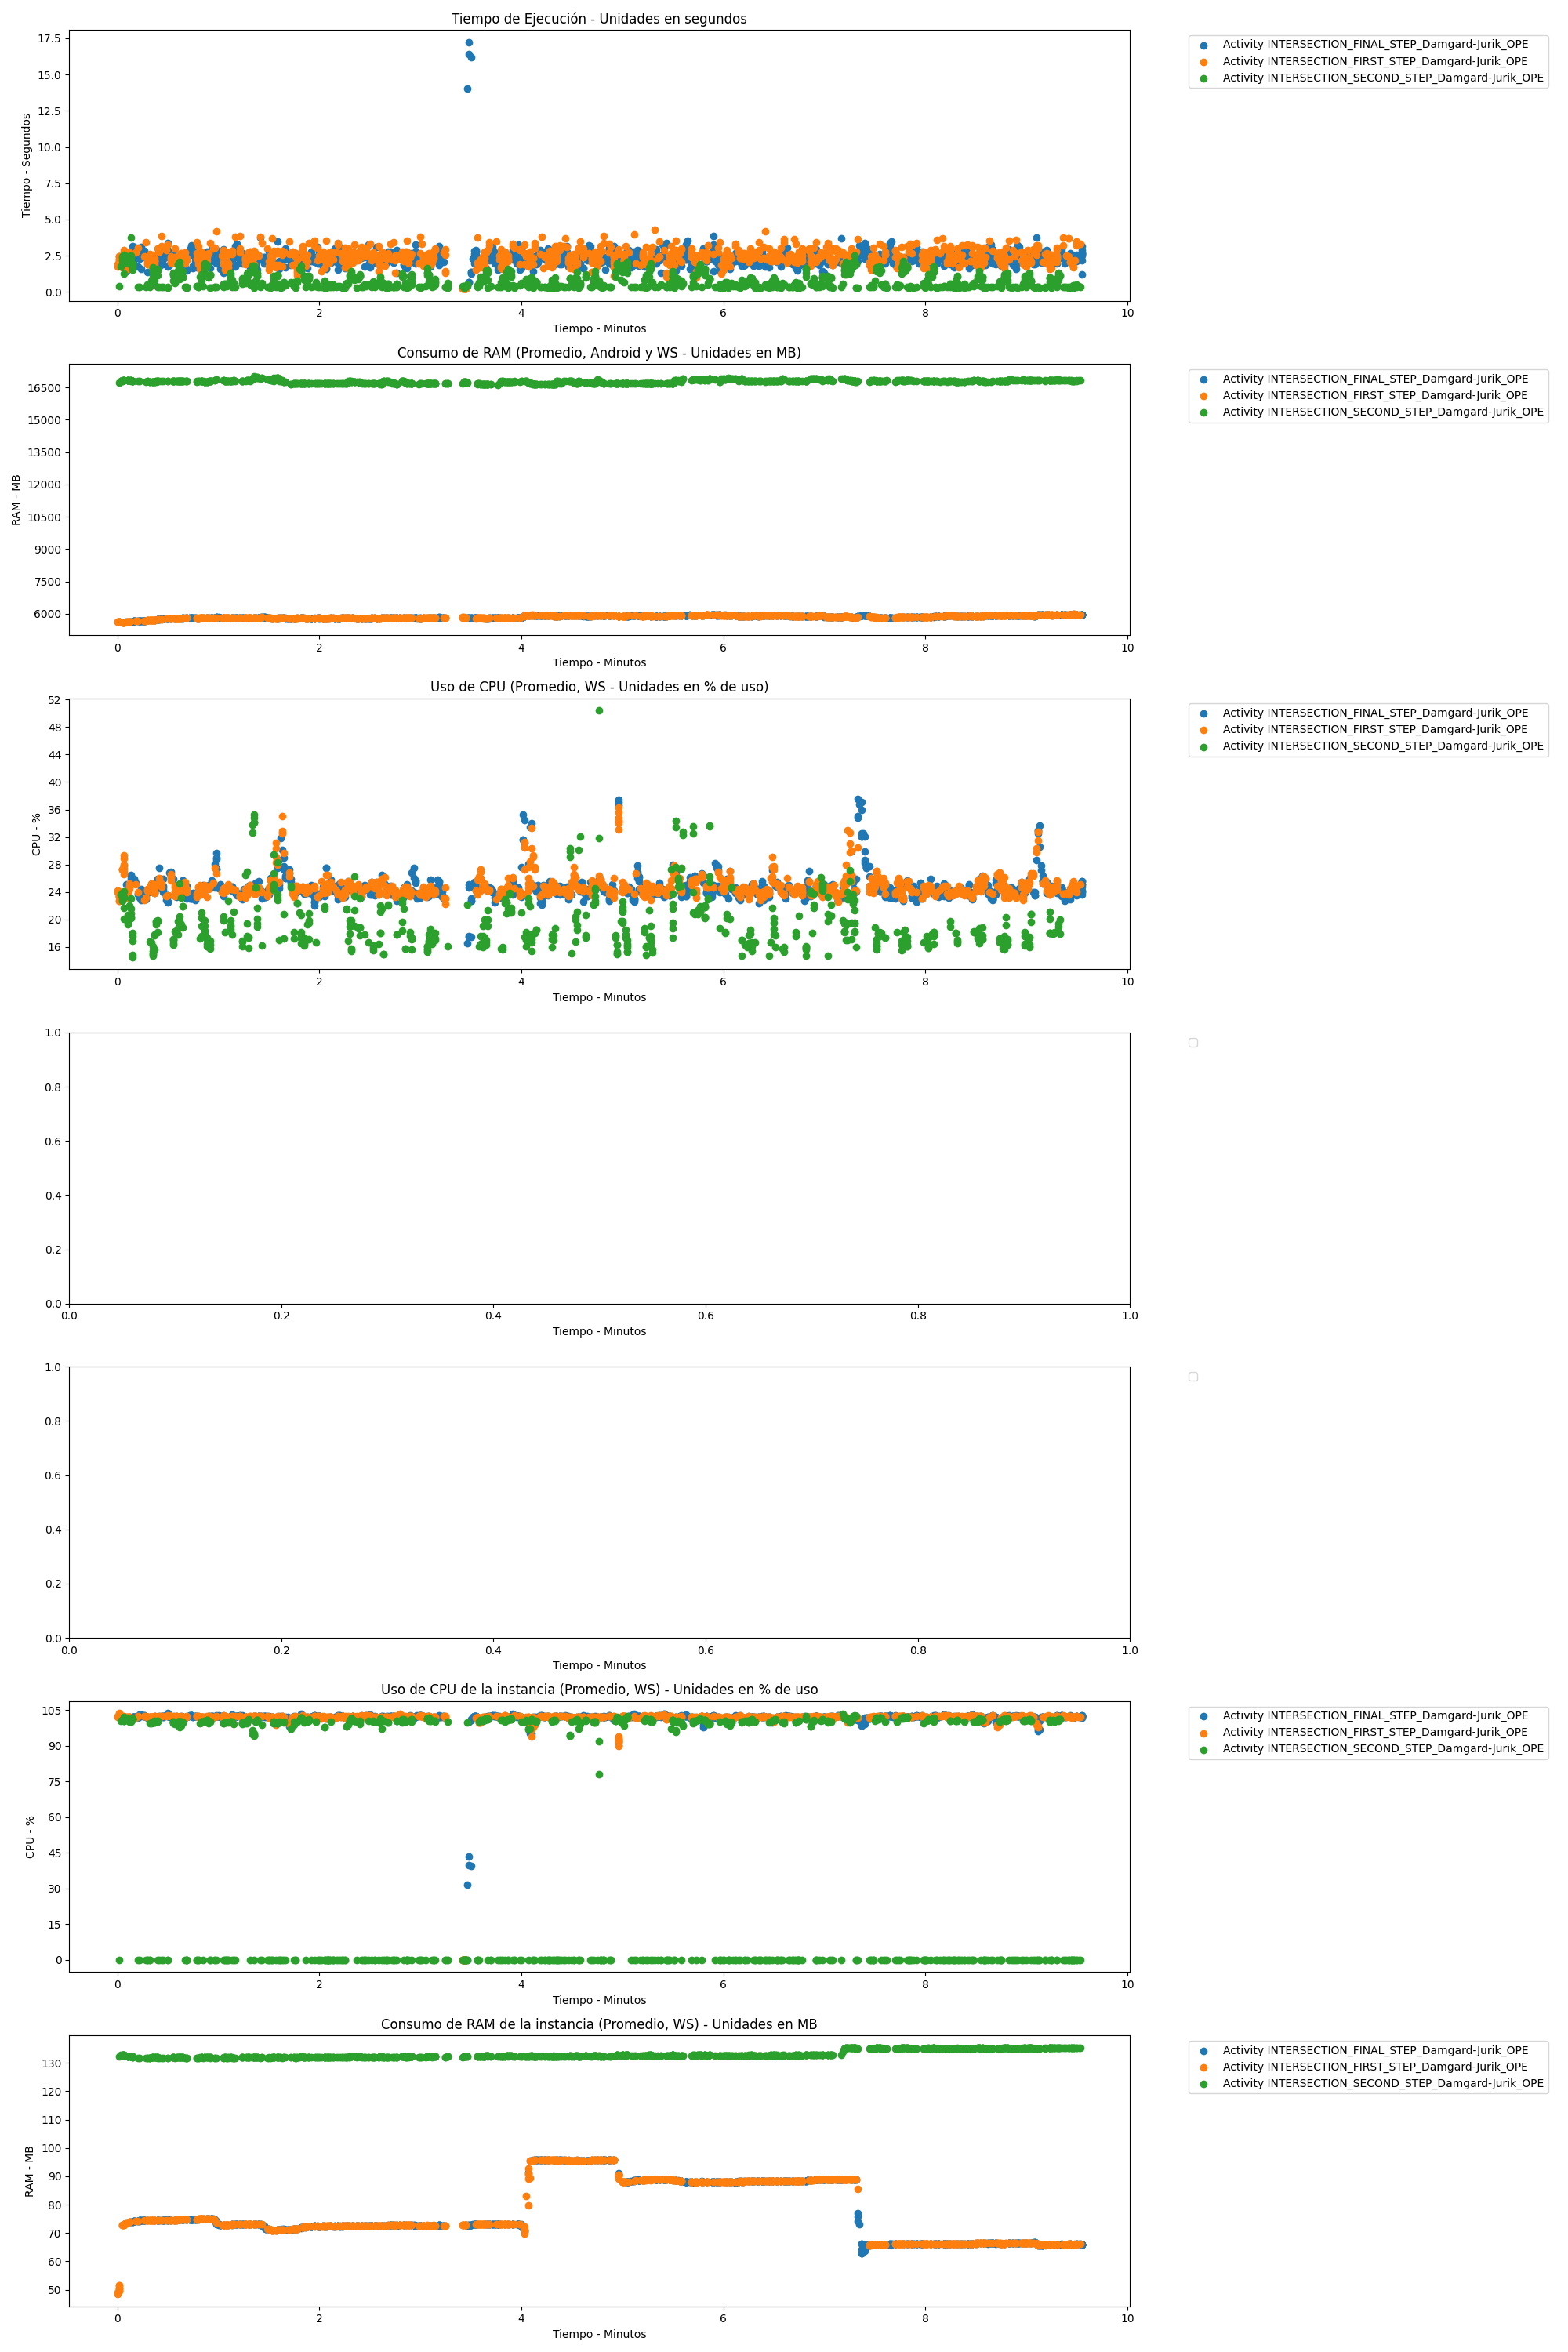 Tiempo de Ejecución - Unidades en segundos
17.5
15.0
12.5
10.0
7.5
5.0
2.5
0.0
Tiempo - Segundos
0 2 4 6 8 10
Tiempo - Minutos
Activity INTERSECTION_FINAL_STEP_Damgard-Jurik_OPE
Activity INTERSECTION_FIRST_STEP_Damgard-Jurik_OPE
Activity INTERSECTION_SECOND_STEP_Damgard-Jurik_OPE
Consumo de RAM (Promedio, Android y WS - Unidades en MB)
16500
15000
13500
12000
10500
9000
7500
6000
RAM - MB
0 2 4 6 8 10
Tiempo - Minutos
Activity INTERSECTION_FINAL_STEP_Damgard-Jurik_OPE
Activity INTERSECTION_FIRST_STEP_Damgard-Jurik_OPE
Activity INTERSECTION_SECOND_STEP_Damgard-Jurik_OPE
Uso de CPU (Promedio, WS - Unidades en % de uso)
52
48
44
40
36
32
28
24
20
16
CPU - %
0 2 4 6 8 10
Tiempo - Minutos
Activity INTERSECTION_FINAL_STEP_Damgard-Jurik_OPE
Activity INTERSECTION_FIRST_STEP_Damgard-Jurik_OPE
Activity INTERSECTION_SECOND_STEP_Damgard-Jurik_OPE
1.0
0.8
0.6
0.4
0.2
0.0
0.0 0.2 0.4 0.6 0.8 1.0
Tiempo - Minutos
1.0
0.8
0.6
0.4
0.2
0.0
0.0 0.2 0.4 0.6 0.8 1.0
Tiempo - Minutos
Uso de CPU de la instancia (Promedio, WS) - Unidades en % de uso
105
90
75
60
45
30
15
0
CPU - %
0 2 4 6 8 10
Tiempo - Minutos
Activity INTERSECTION_FINAL_STEP_Damgard-Jurik_OPE
Activity INTERSECTION_FIRST_STEP_Damgard-Jurik_OPE
Activity INTERSECTION_SECOND_STEP_Damgard-Jurik_OPE
Consumo de RAM de la instancia (Promedio, WS) - Unidades en MB
130
120
110
100
90
80
70
60
50
RAM - MB
0 2 4 6 8 10
Tiempo - Minutos
Activity INTERSECTION_FINAL_STEP_Damgard-Jurik_OPE
Activity INTERSECTION_FIRST_STEP_Damgard-Jurik_OPE
Activity INTERSECTION_SECOND_STEP_Damgard-Jurik_OPE